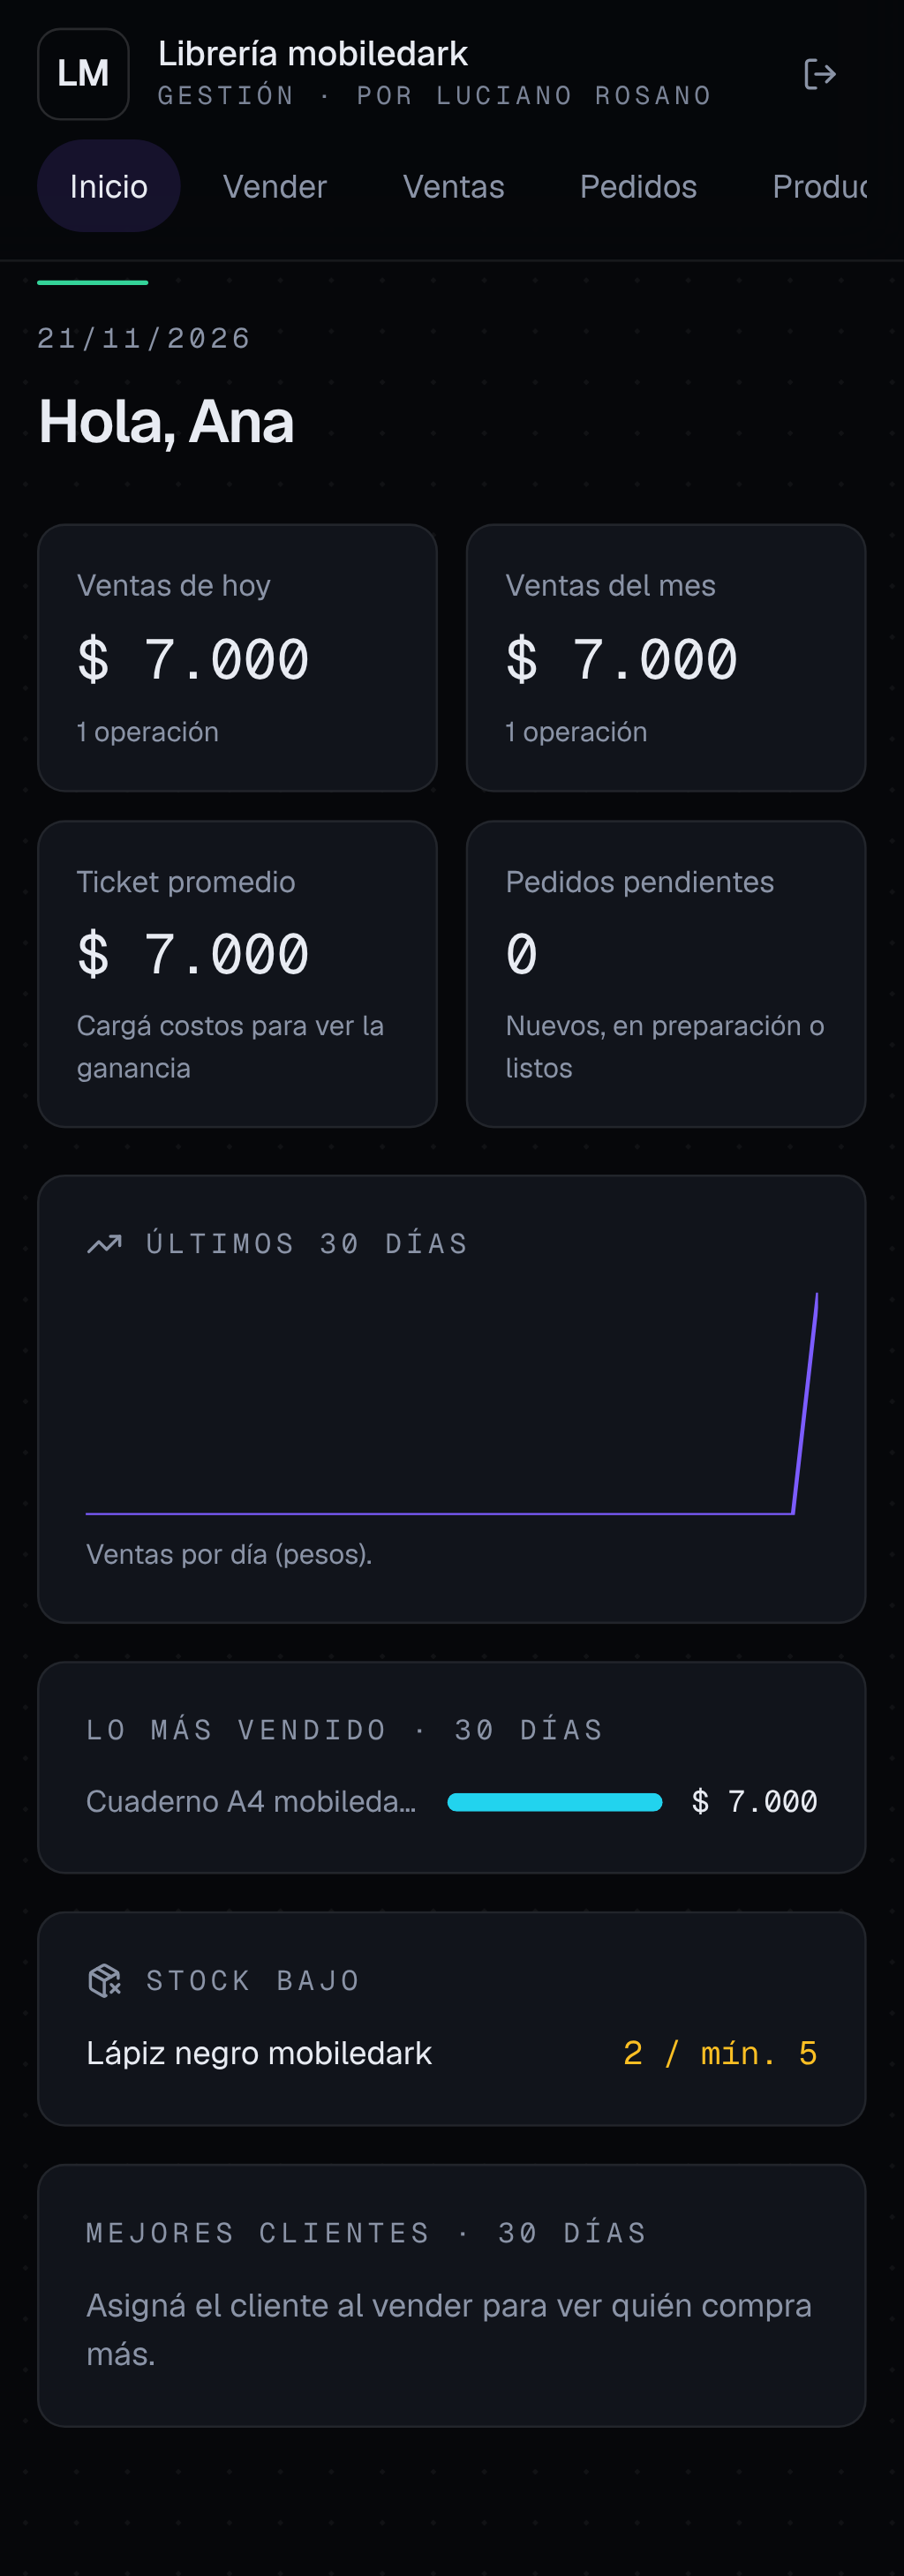 LM
Librería mobiledark
GESTIÓN · POR LUCIANO ROSANO
Inicio Vender Ventas Pedidos Produc
21/11/2026
Hola, Ana
Ventas de hoy
$ 7.000
1 operación
Ventas del mes
$ 7.000
1 operación
Ticket promedio
$ 7.000
Cargá costos para ver la
ganancia
Pedidos pendientes
0
Nuevos, en preparación o
listos
ÚLTIMOS 30 DÍAS
Ventas por día (pesos).
LO MÁS VENDIDO · 30 DÍAS
Cuaderno A4 mobileda… $ 7.000
STOCK BAJO
Lápiz negro mobiledark 2 / mín. 5
MEJORES CLIENTES · 30 DÍAS
Asigná el cliente al vender para ver quién compra
más.